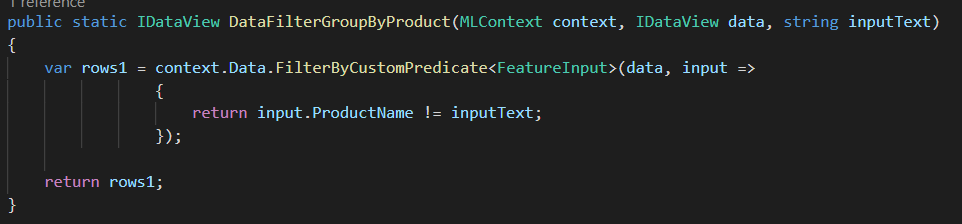 1 reference
public static IDataView DataFilterGroupByProduct(MLContext context, IDataView data, string inputText)
{
    var rows1 = context.Data.FilterByCustomPredicate<FeatureInput>(data, input =>
            {
                return input.ProductName != inputText;
            });

    return rows1;
}